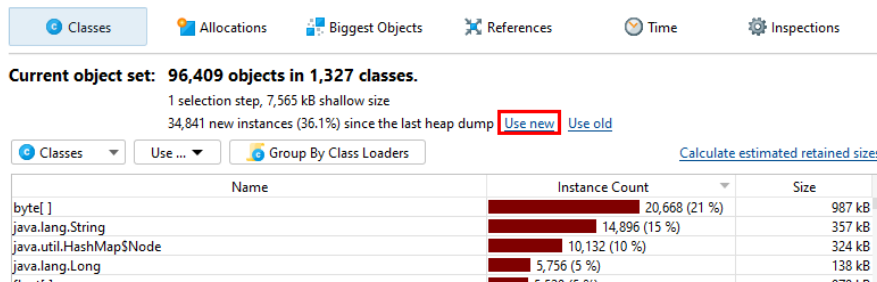 Classes Allocations Biggest Objects References Time Inspections
Current object set: 96,409 objects in 1,327 classes.
1 selection step, 7,565 kB shallow size
34,841 new instances (36.1%) since the last heap dump Use new Use old
Classes Use ... Group By Class Loaders Calculate estimated retained sizes
Name Instance Count Size
byte[ ] 20,668 (21 %) 987 kB
java.lang.String 14,896 (15 %) 357 kB
java.util.HashMap$Node 10,132 (10 %) 324 kB
java.lang.Long 5,756 (5 %) 138 kB